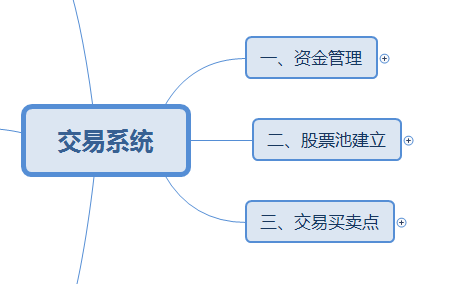 交易系统
一、资金管理
二、股票池建立
三、交易买卖点